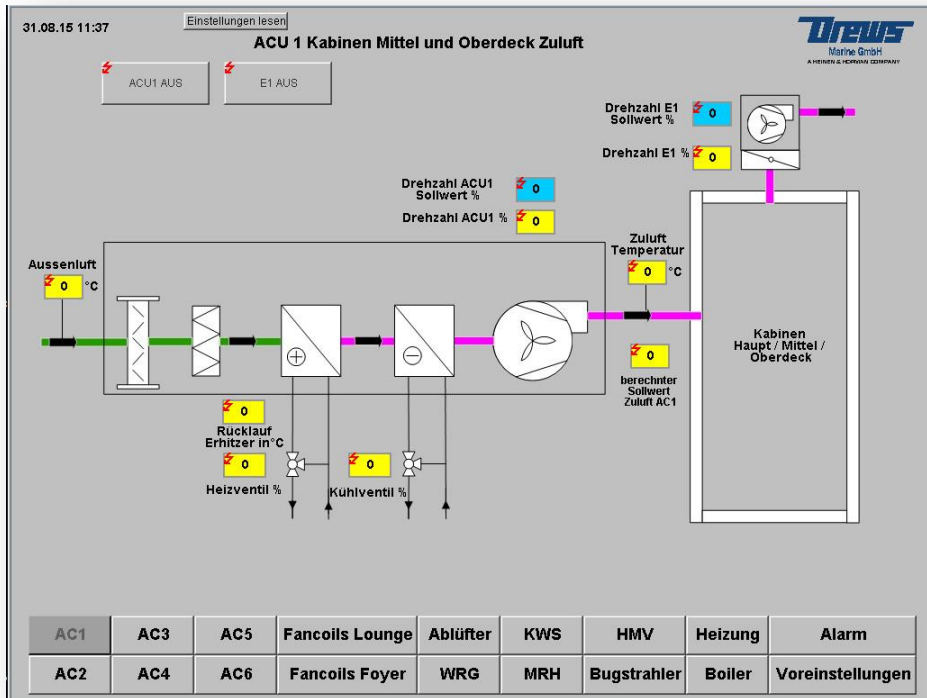 31.08.15 11:37
Einstellungen lesen
ACU 1 Kabinen Mittel und Oberdeck Zuluft
Drews
Marine GmbH
A HEINEN & HOPMAN COMPANY
ACU1 AUS
E1 AUS
Drehzahl E1
Sollwert %
0
Drehzahl E1 %
0
Drehzahl ACU1
Sollwert %
0
Drehzahl ACU1 %
0
Aussenluft
0 °C
Zuluft
Temperatur
0 °C
0
berechnter
Sollwert
Zuluft AC1
Kabinen
Haupt / Mittel /
Oberdeck
0
Rücklauf
Erhitzer in°C
0
Heizventil %
0
Kühlventil %
AC1 AC3 AC5 Fancoils Lounge Ablüfter KWS HMV Heizung Alarm
AC2 AC4 AC6 Fancoils Foyer WRG MRH Bugstrahler Boiler Voreinstellungen